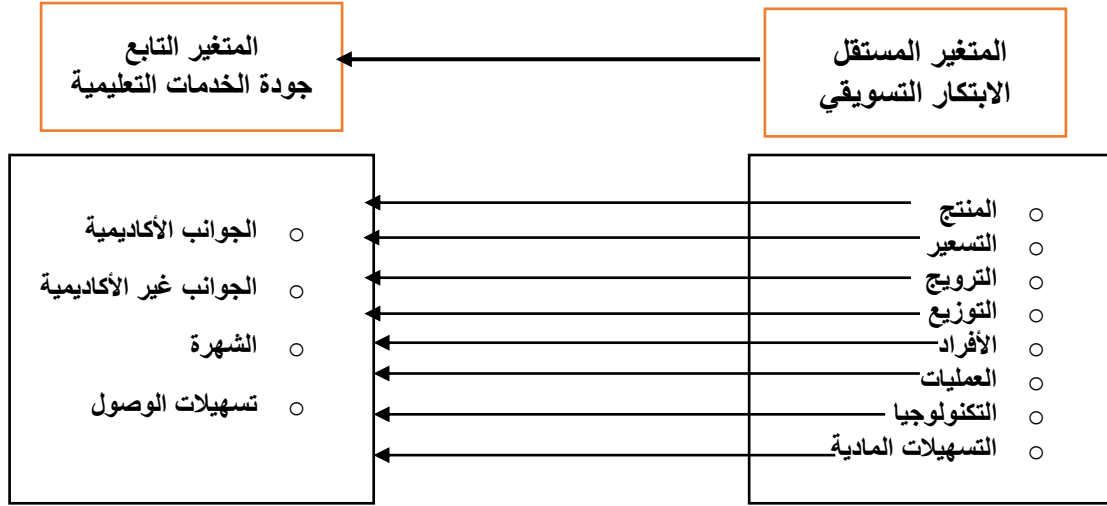 المتغير المستقل
الابتكار التسويقي
المتغير التابع
جودة الخدمات التعليمية
○ المنتج
○ التسعير
○ الترويج
○ التوزيع
○ الأفراد
○ العمليات
○ التكنولوجيا
○ التسهيلات المادية
○ الجوانب الأكاديمية
○ الجوانب غير الأكاديمية
○ الشهرة
○ تسهيلات الوصول